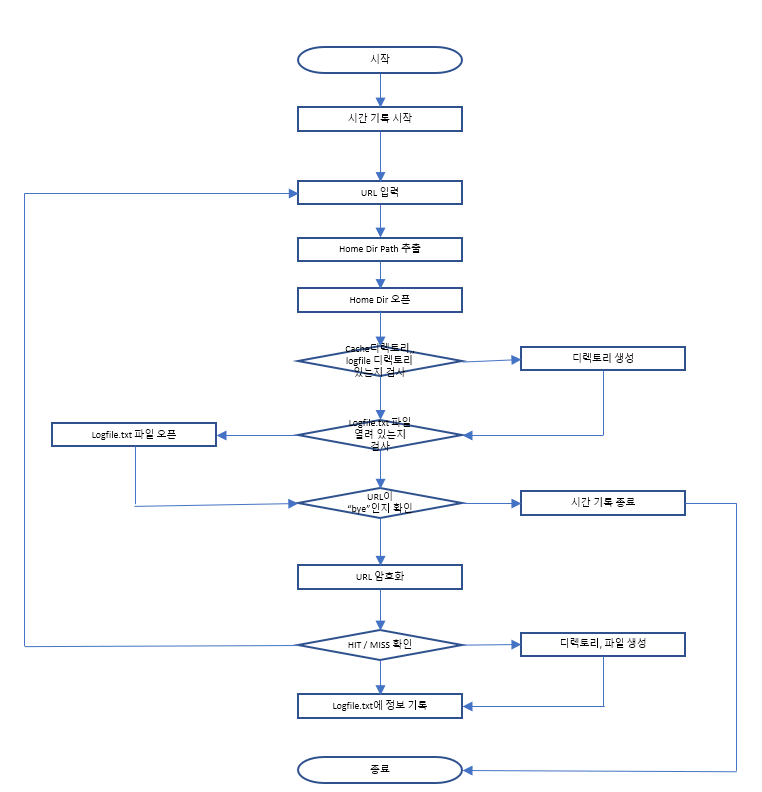 시작
시간 기록 시작
URL 입력
Home Dir Path 추출
Home Dir 오픈
Cache디렉토리,
logfile 디렉토리
있는지 검사
디렉토리 생성
Logfile.txt 파일
열려 있는지
검사
Logfile.txt 파일 오픈
URL이
“bye”인지 확인
시간 기록 종료
URL 암호화
HIT / MISS 확인
디렉토리, 파일 생성
Logfile.txt에 정보 기록
종료